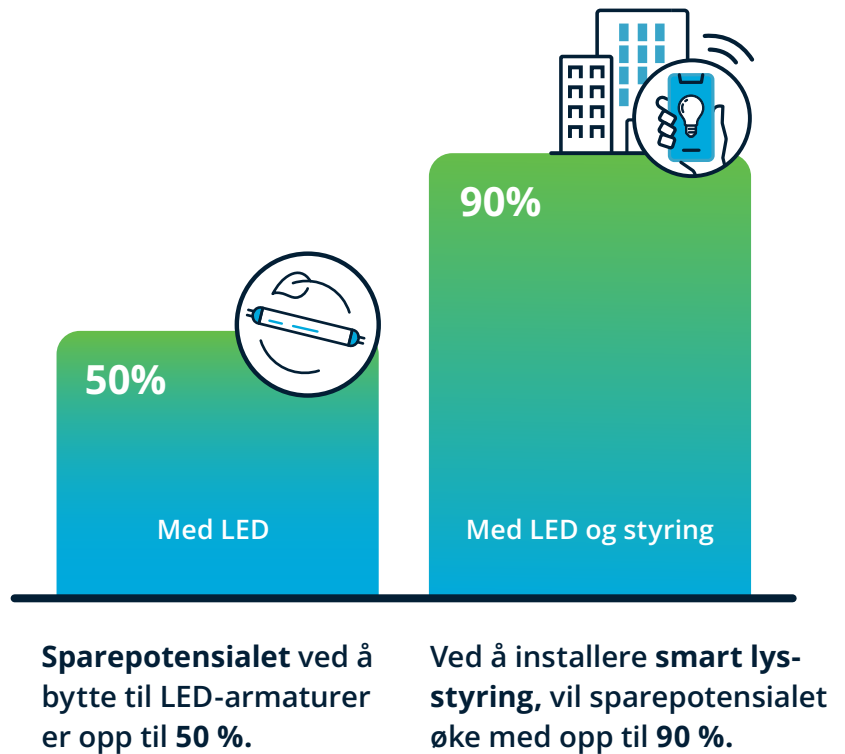 90%
50%
Med LED
Med LED og styring
Sparepotensialet ved å
bytte til LED-armaturer
er opp til 50 %.
Ved å installere smart lys-
styring, vil sparepotensialet
øke med opp til 90 %.